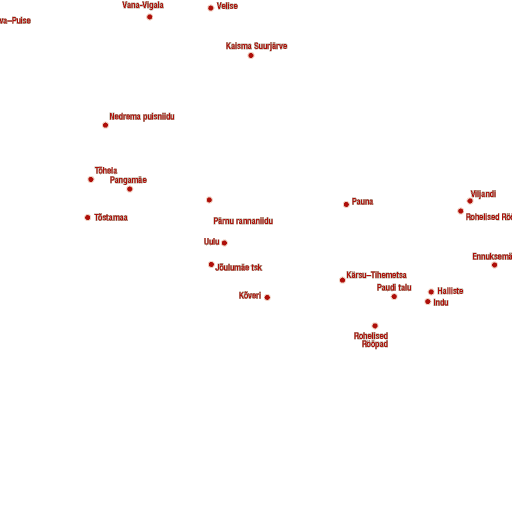 Vana-Vigala
Velise
va–Puise
Kaisma Suurjärve
Nedrema puisniidu
Tõhela
Pangamäe
Viljandi
Pauna
Tõstamaa
Pärnu rannaniidu
Rohelised Röö
Uulu
Ennuksemä
Jõulumäe tsk
Kärsu–Tihemetsa
Paudi talu
Halliste
Kõveri
Indu
Rohelised
Rööpad